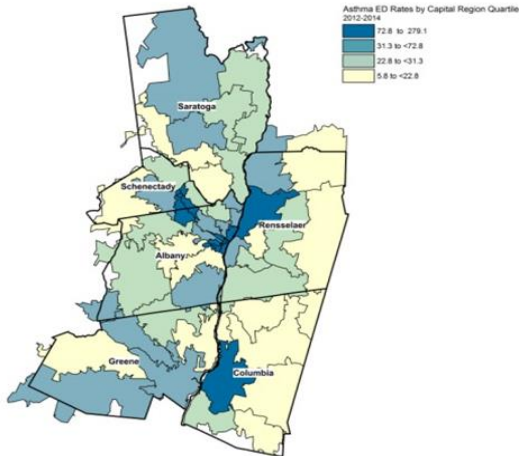 Asthma ED Rates by Capital Region Quartile
2012-2014
72.8 to 279.1
31.3 to <72.8
22.8 to <31.3
5.8 to <22.8
Saratoga
Schenectady
Rensselaer
Albany
Greene
Columbia